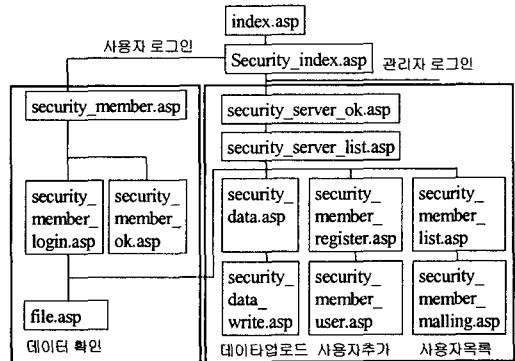 index.asp
사용자 로그인
Security_index.asp
관리자 로그인
security_member.asp
security_server_ok.asp
security_server_list.asp
security_
member_
login.asp
security_
member_
ok.asp
security_
data.asp
security_
member_
register.asp
security_
member_
list.asp
file.asp
security_
data_
write.asp
security_
member_
user.asp
security_
member_
malling.asp
데이터 확인
데이타업로드
사용자추가
사용자목록